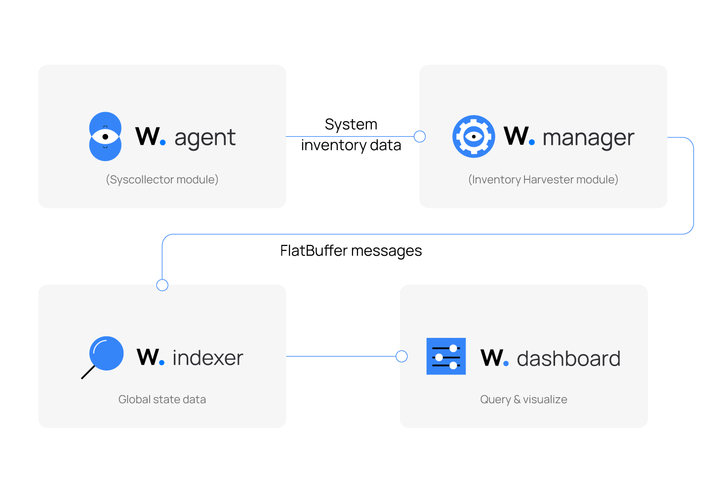 W. agent
(Syscollector module)
System
inventory data
W. manager
(Inventory Harvester module)
FlatBuffer messages
W. indexer
Global state data
W. dashboard
Query & visualize